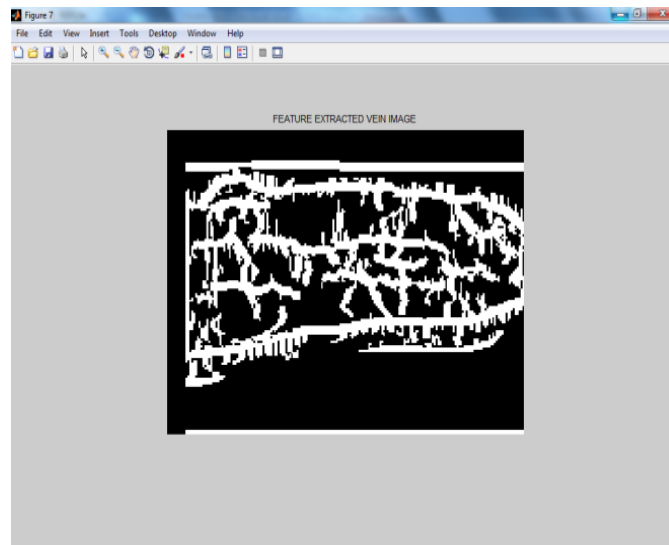 Figure 7
File Edit View Insert Tools Desktop Window Help
FEATURE EXTRACTED VEIN IMAGE